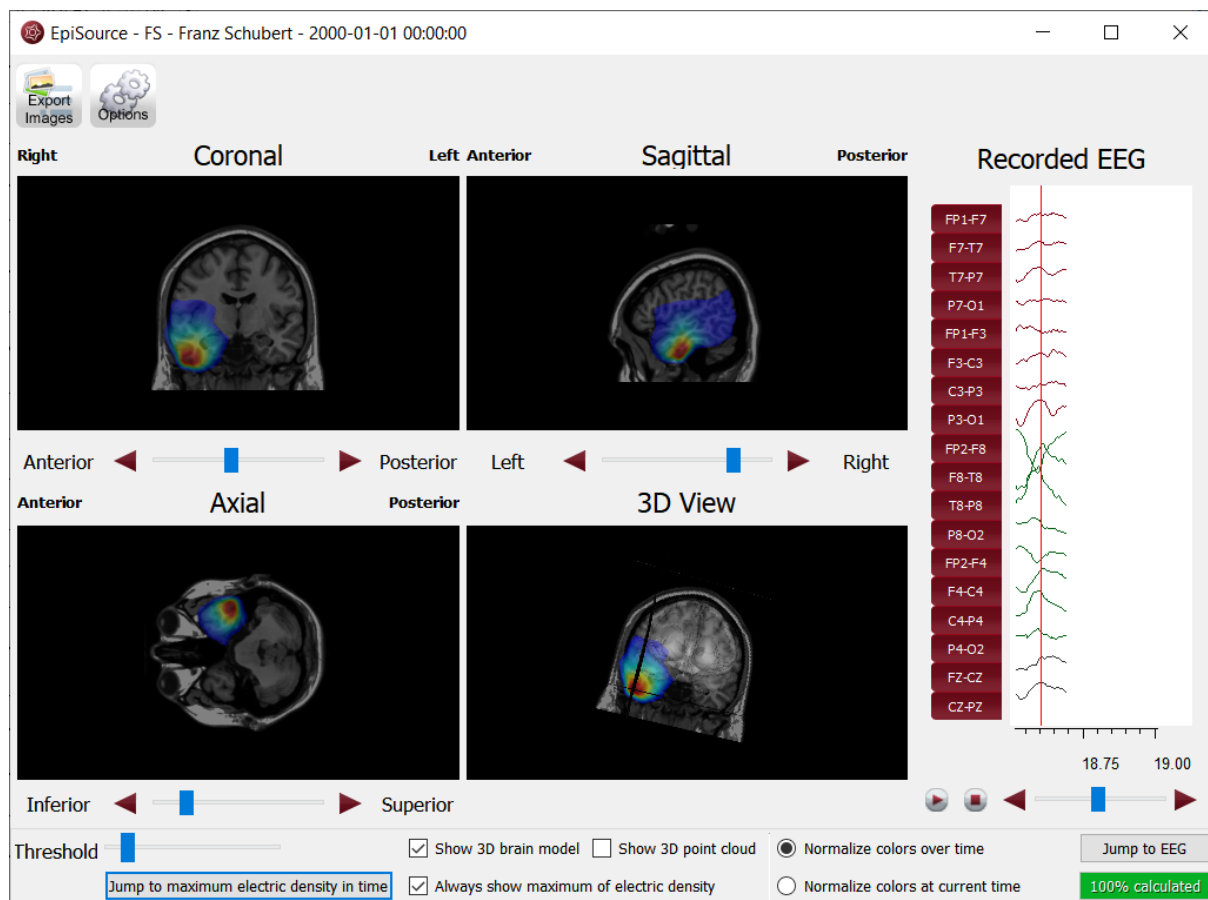 EpiSource - FS - Franz Schubert - 2000-01-01 00:00:00
Export
Images
Options
Right Coronal Left
Anterior Sagittal Posterior
Recorded EEG
FP1-F7
F7-T7
T7-P7
P7-O1
FP1-F3
F3-C3
C3-P3
P3-O1
FP2-F8
F8-T8
T8-P8
P8-O2
FP2-F4
F4-C4
C4-P4
P4-O2
FZ-CZ
CZ-PZ
18.75 19.00
Anterior Posterior
Left Right
Anterior Axial Posterior
3D View
Inferior Superior
Threshold
Jump to maximum electric density in time
Show 3D brain model
Show 3D point cloud
Always show maximum of electric density
Normalize colors over time
Normalize colors at current time
Jump to EEG
100% calculated